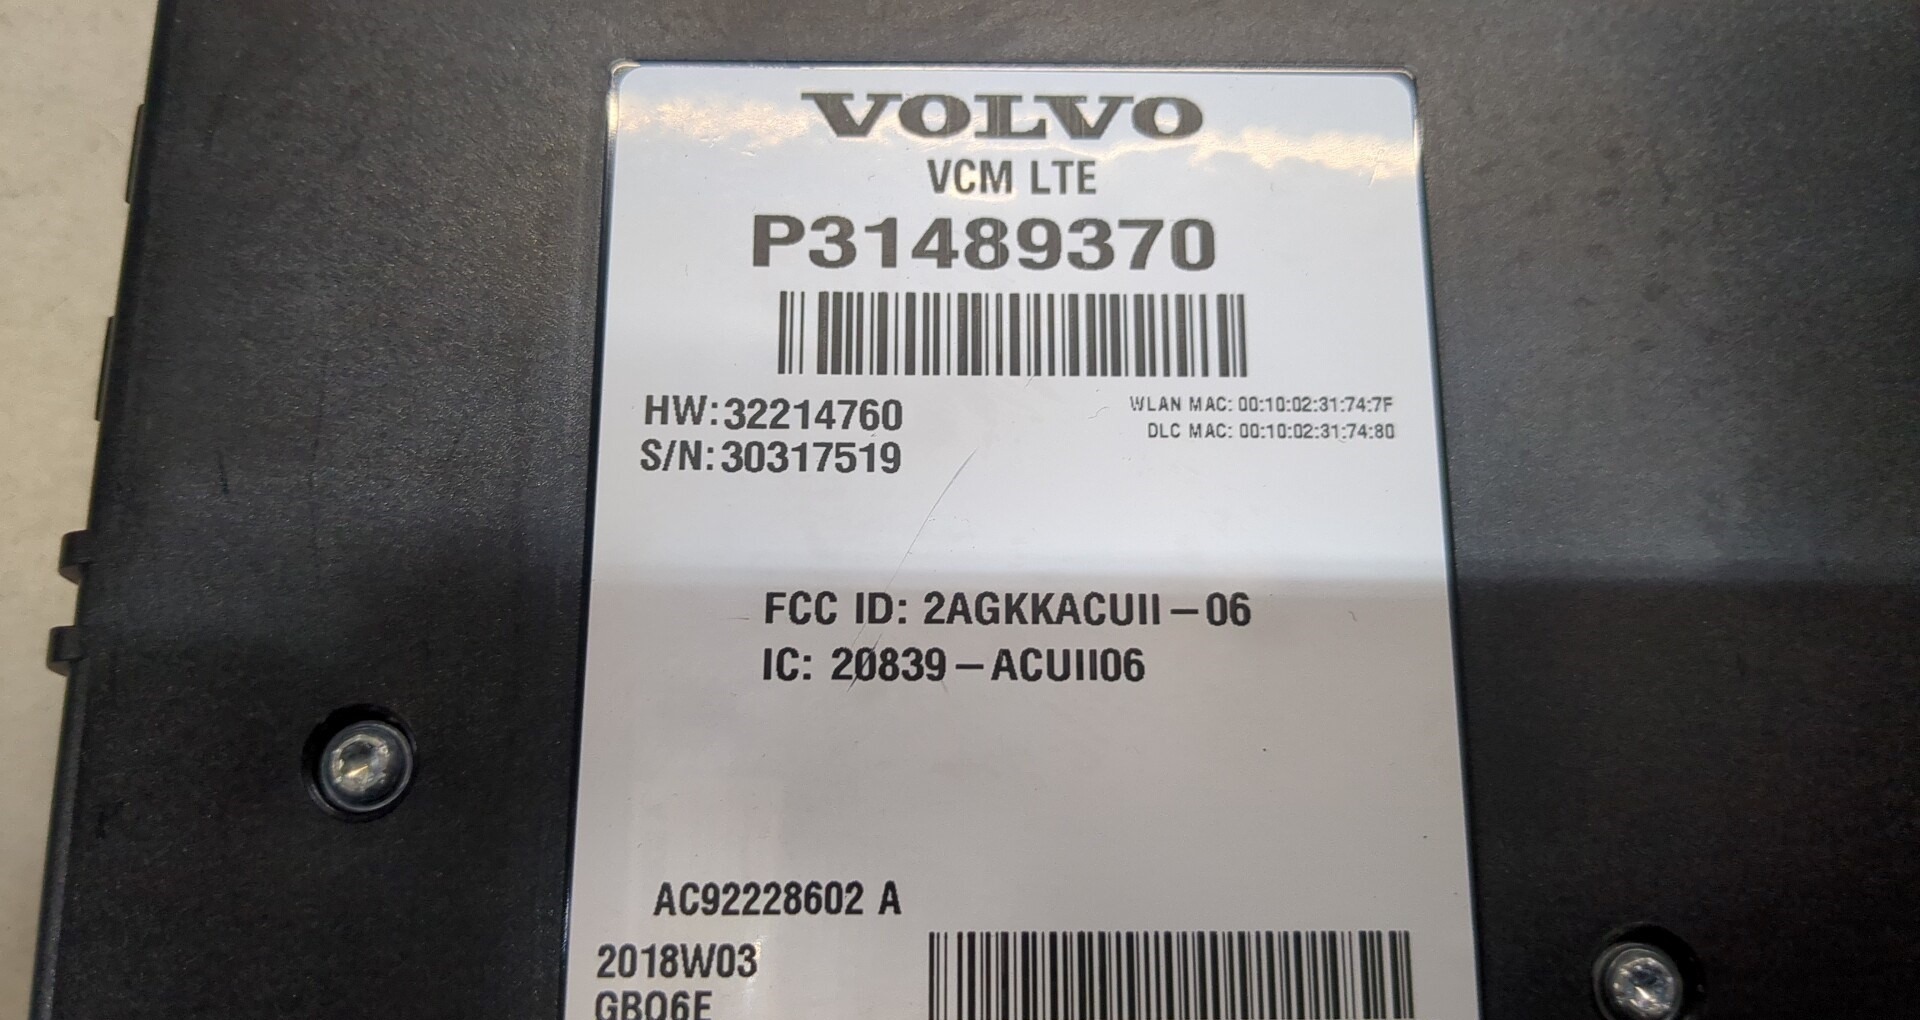 VOLVO
VCM LTE
P31489370
HW:32214760
S/N:30317519
WLAN MAC: 00:10:02:31:74:7F
DLC MAC: 00:10:02:31:74:80
FCC ID: 2AGKKACUII-06
IC: 20839-ACUII06
AC92228602 A
2018W03
GBO6E